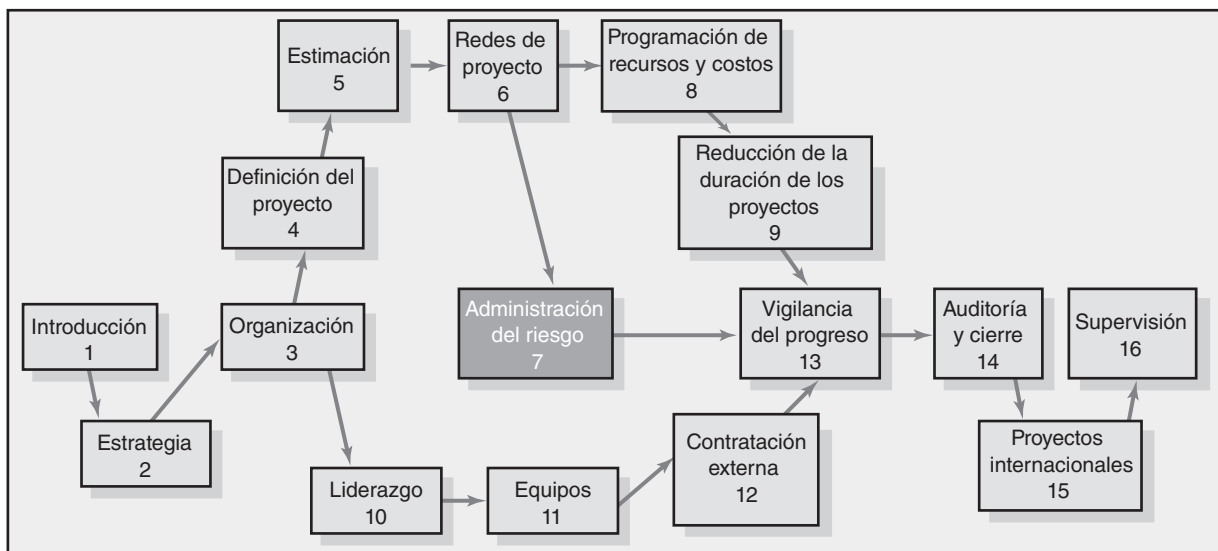 Estimación
5
Redes de
proyecto
6
Programación de
recursos y costos
8
Reducción de la
duración de los
proyectos
9
Definición del
proyecto
4
Introducción
1
Organización
3
Administración
del riesgo
7
Vigilancia
del progreso
13
Auditoría
y cierre
14
Supervisión
16
Estrategia
2
Liderazgo
10
Equipos
11
Contratación
externa
12
Proyectos
internacionales
15